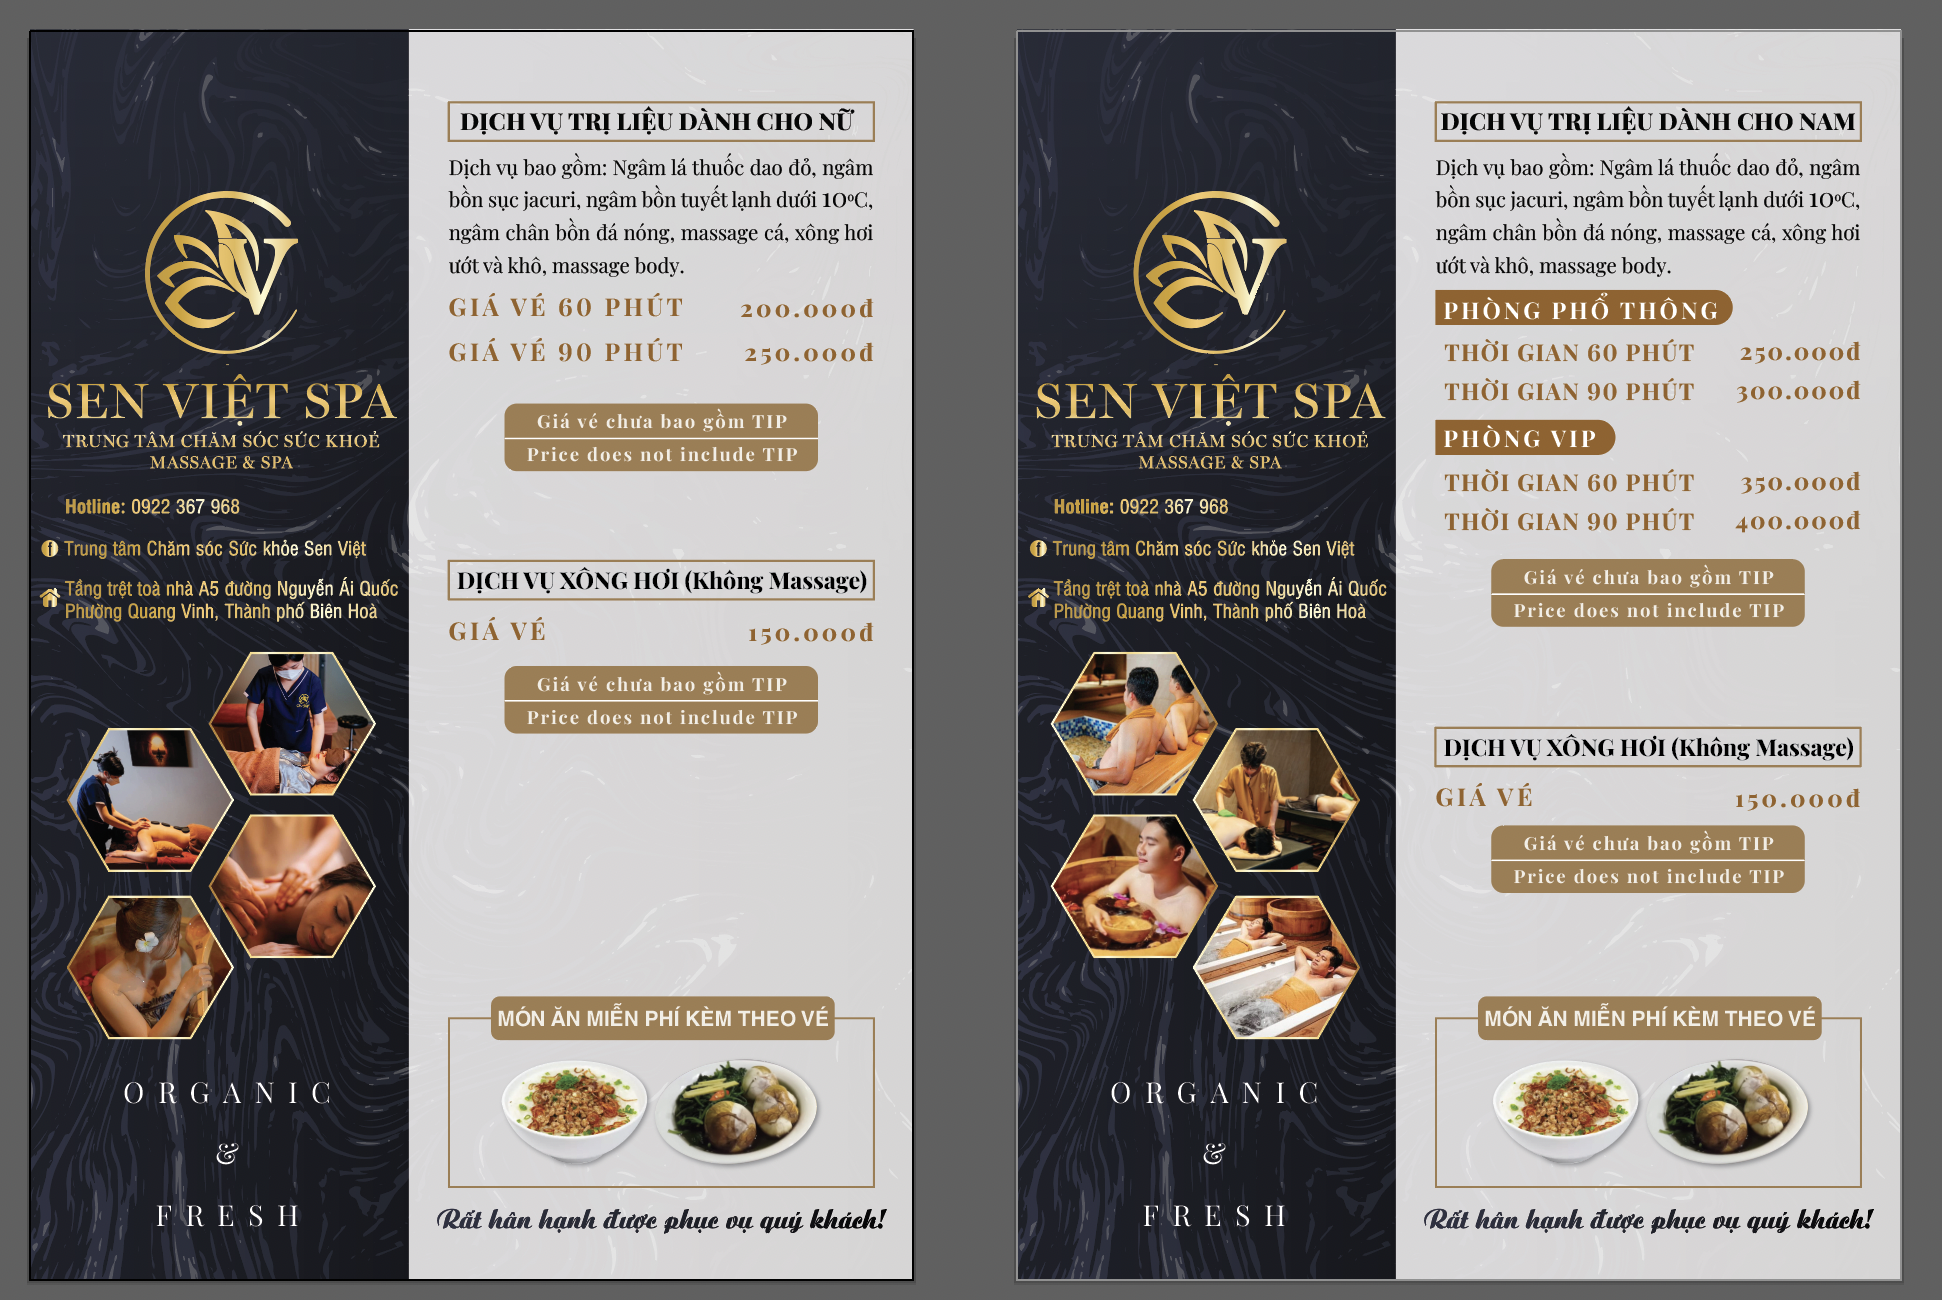 SEN VIỆT SPA
TRUNG TÂM CHĂM SÓC SỨC KHOẺ
MASSAGE & SPA
Hotline: 0922 367 968
Trung tâm Chăm sóc Sức khỏe Sen Việt
Tầng trệt toà nhà A5 đường Nguyễn Ái Quốc
Phường Quang Vinh, Thành phố Biên Hoà
ORGANIC
&
FRESH
DỊCH VỤ TRỊ LIỆU DÀNH CHO NỮ
Dịch vụ bao gồm: Ngâm lá thuốc dao đỏ, ngâm
bồn sục jacuri, ngâm bồn tuyết lạnh dưới 10ºC,
ngâm chân bồn đá nóng, massage cá, xông hơi
ướt và khô, massage body.
GIÁ VÉ 60 PHÚT 200.000đ
GIÁ VÉ 90 PHÚT 250.000đ
Giá vé chưa bao gồm TIP
Price does not include TIP
DỊCH VỤ XÔNG HƠI (Không Massage)
GIÁ VÉ 150.000đ
Giá vé chưa bao gồm TIP
Price does not include TIP
MÓN ĂN MIỄN PHÍ KÈM THEO VÉ
Rất hân hạnh được phục vụ quý khách!
SEN VIỆT SPA
TRUNG TÂM CHĂM SÓC SỨC KHOẺ
MASSAGE & SPA
Hotline: 0922 367 968
Trung tâm Chăm sóc Sức khỏe Sen Việt
Tầng trệt toà nhà A5 đường Nguyễn Ái Quốc
Phường Quang Vinh, Thành phố Biên Hoà
ORGANIC
&
FRESH
DỊCH VỤ TRỊ LIỆU DÀNH CHO NAM
Dịch vụ bao gồm: Ngâm lá thuốc dao đỏ, ngâm
bồn sục jacuri, ngâm bồn tuyết lạnh dưới 10ºC,
ngâm chân bồn đá nóng, massage cá, xông hơi
ướt và khô, massage body.
PHÒNG PHỔ THÔNG
THỜI GIAN 60 PHÚT 250.000đ
THỜI GIAN 90 PHÚT 300.000đ
PHÒNG VIP
THỜI GIAN 60 PHÚT 350.000đ
THỜI GIAN 90 PHÚT 400.000đ
Giá vé chưa bao gồm TIP
Price does not include TIP
DỊCH VỤ XÔNG HƠI (Không Massage)
GIÁ VÉ 150.000đ
Giá vé chưa bao gồm TIP
Price does not include TIP
MÓN ĂN MIỄN PHÍ KÈM THEO VÉ
Rất hân hạnh được phục vụ quý khách!